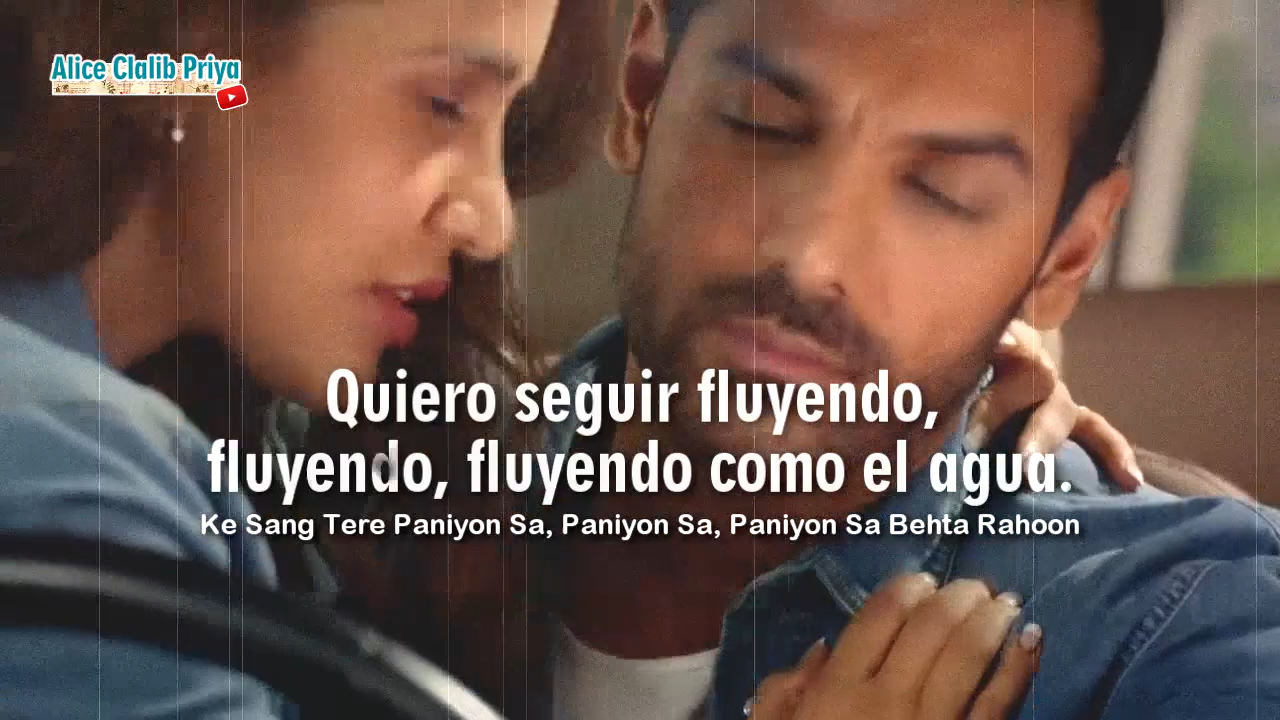 Alice Clalib Priya
Quiero seguir fluyendo,
fluyendo, fluyendo como el agua.
Ke Sang Tere Paniyon Sa, Paniyon Sa, Paniyon Sa Behta Rahoon